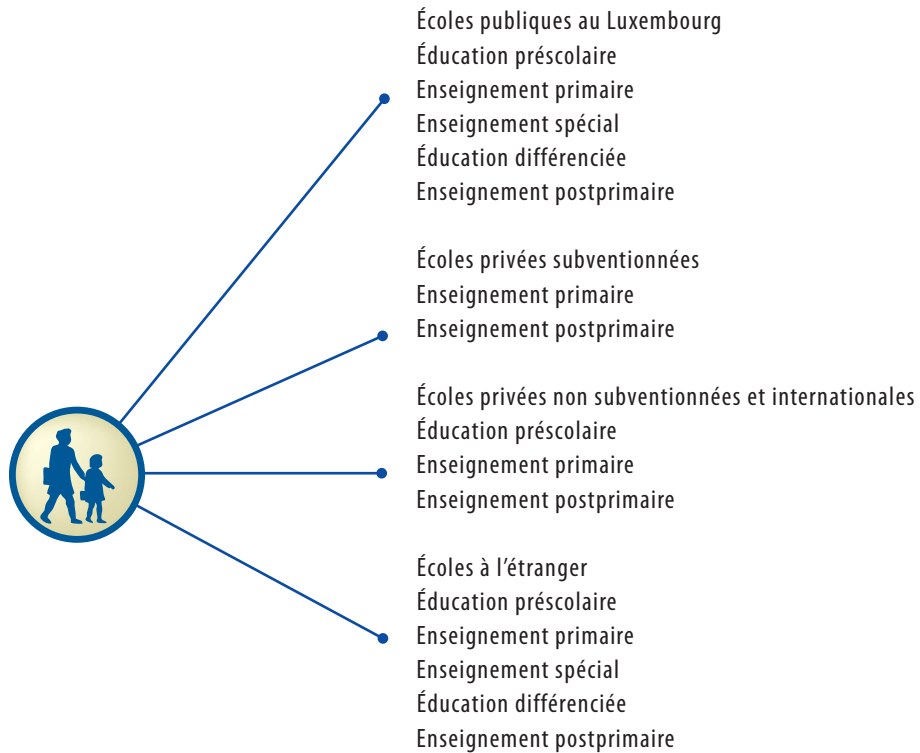 Écoles publiques au Luxembourg
Éducation préscolaire
Enseignement primaire
Enseignement spécial
Éducation différenciée
Enseignement postprimaire
Écoles privées subventionnées
Enseignement primaire
Enseignement postprimaire
Écoles privées non subventionnées et internationales
Éducation préscolaire
Enseignement primaire
Enseignement postprimaire
Écoles à l’étranger
Éducation préscolaire
Enseignement primaire
Enseignement spécial
Éducation différenciée
Enseignement postprimaire